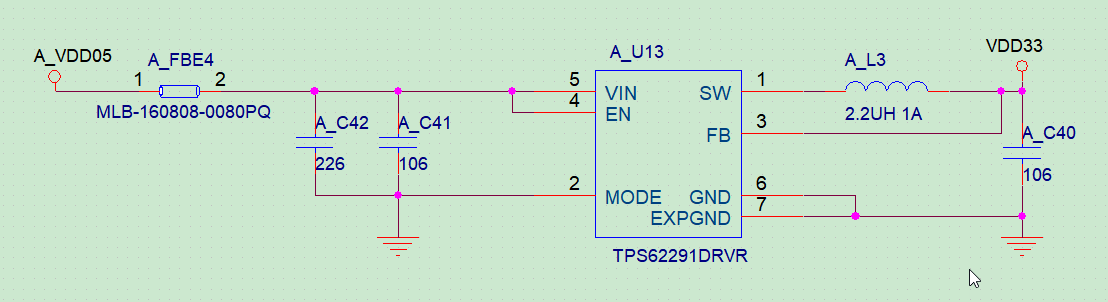 A_VDD05
A_FBE4
1 2
MLB-160808-0080PQ
A_C42
226
A_C41
106
A_U13
5 VIN
4 EN
2 MODE
SW 1
FB 3
GND 6
EXPGND 7
TPS62291DRVR
A_L3
2.2UH 1A
VDD33
A_C40
106